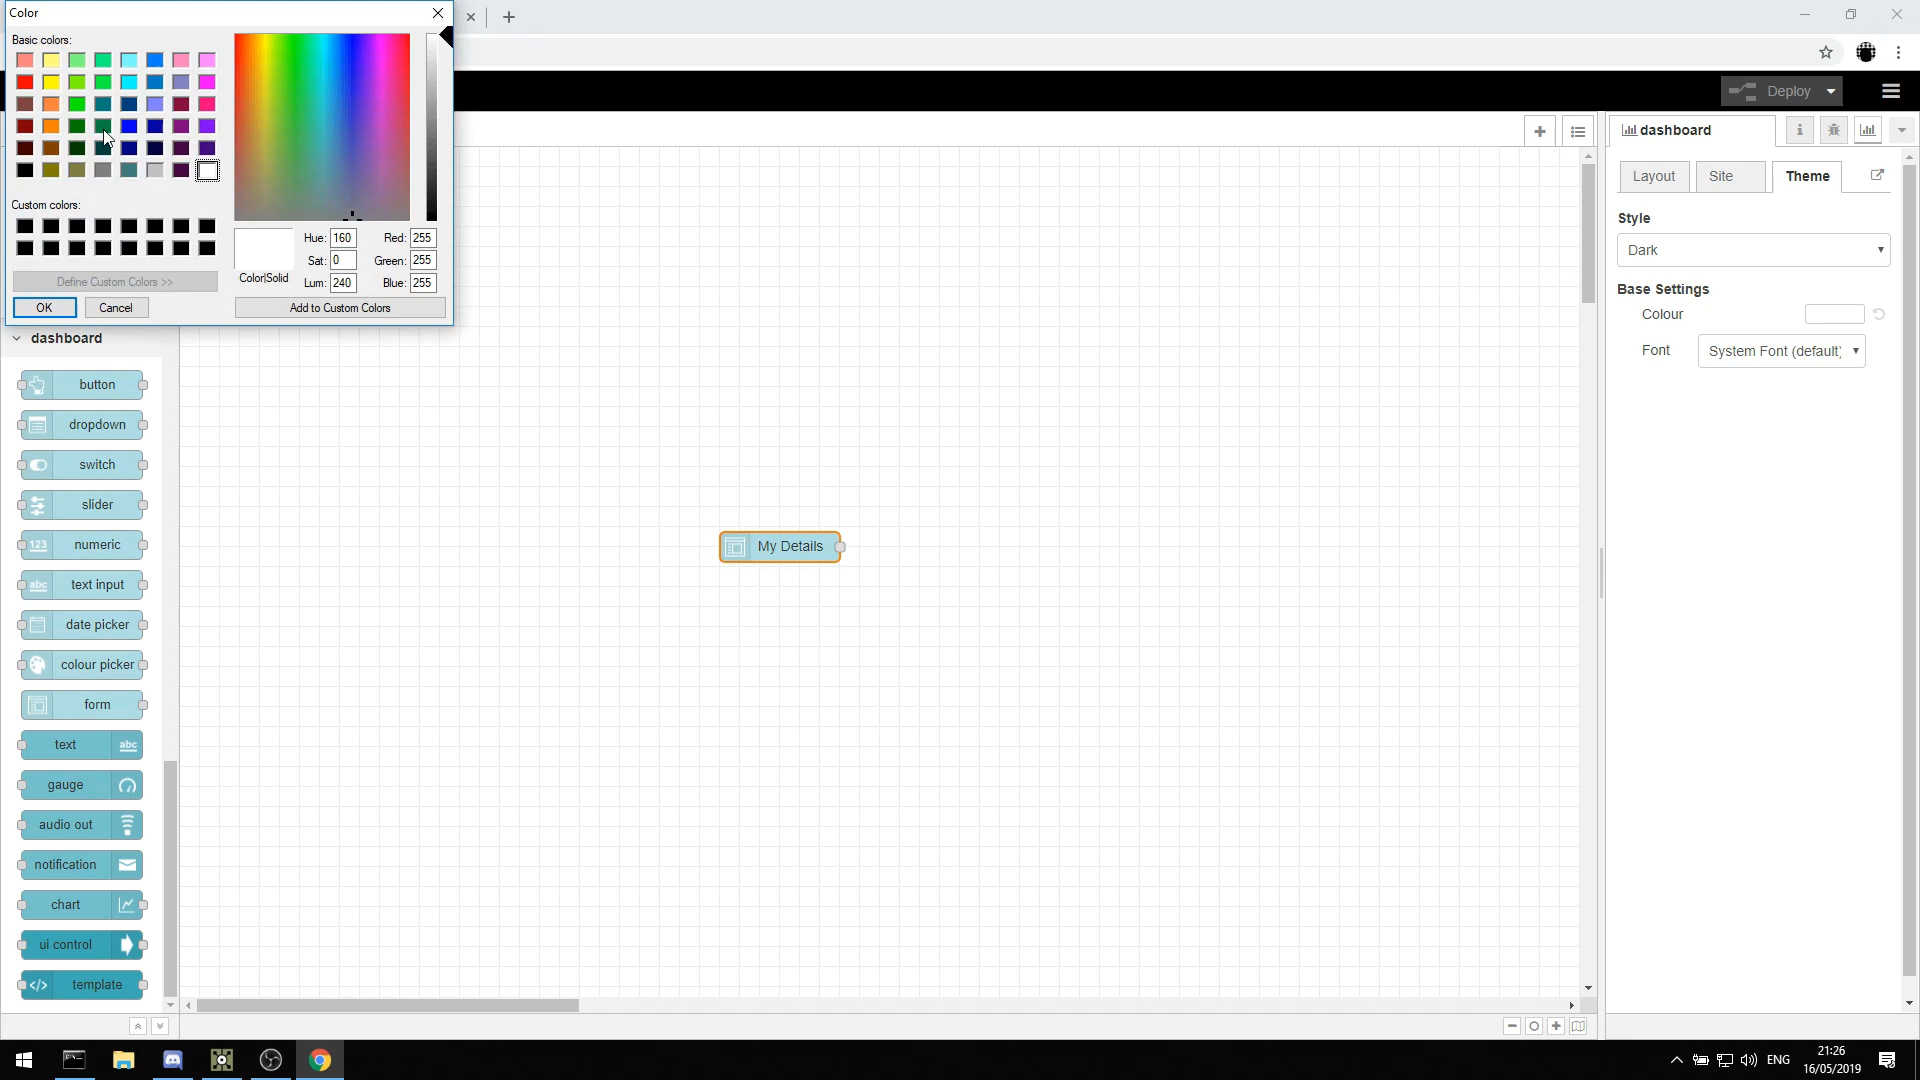 Color
Basic colors:
Custom colors:
Define Custom Colors >>
OK
Cancel
Color|Solid
Hue: 160
Sat: 0
Lum: 240
Red: 255
Green: 255
Blue: 255
Add to Custom Colors
Deploy
dashboard
Layout
Site
Theme
Style
Dark
Base Settings
Colour
Font
System Font (default)
dashboard
button
dropdown
switch
slider
123 numeric
abc text input
date picker
colour picker
form
text abc
gauge
audio out
notification
chart
ui control
</> template
My Details
ENG
21:26
16/05/2019